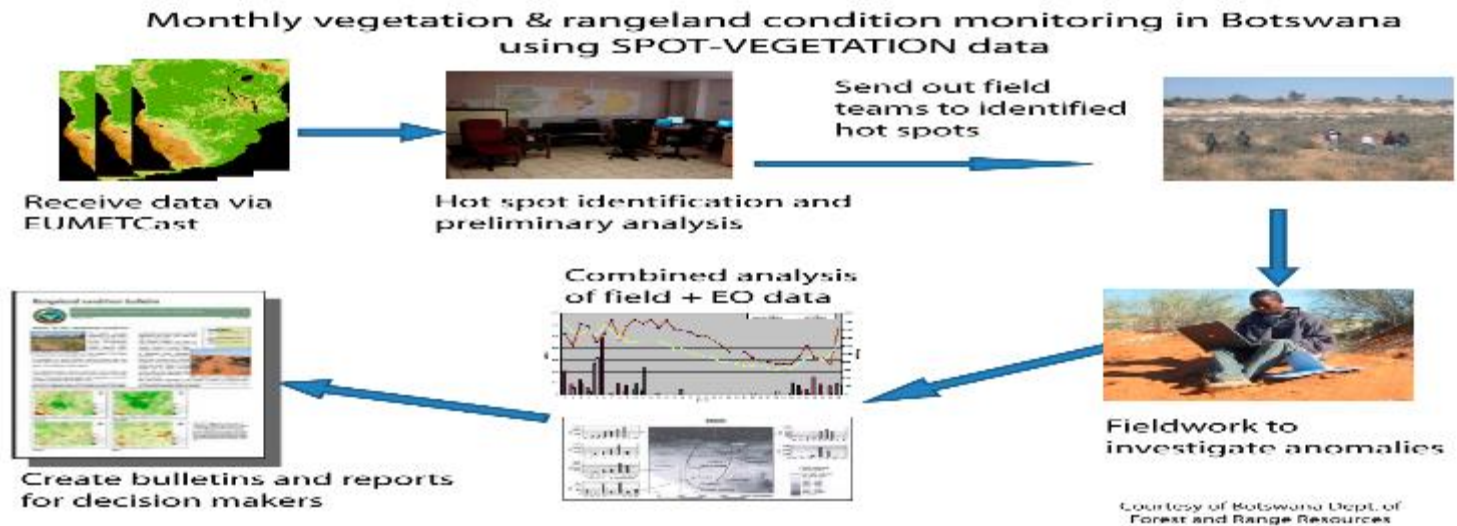 Monthly vegetation & rangeland condition monitoring in Botswana
using SPOT-VEGETATION data
Send out field
teams to identified
hot spots
Receive data via
EUMETCast
Hot spot identification and
preliminary analysis
Combined analysis
of field + EO data
Rangeland condition bulletin
Fieldwork to
investigate anomalies
Create bulletins and reports
for decision makers
Courtesy of Botswana Dept. of
Forest and Range Resources